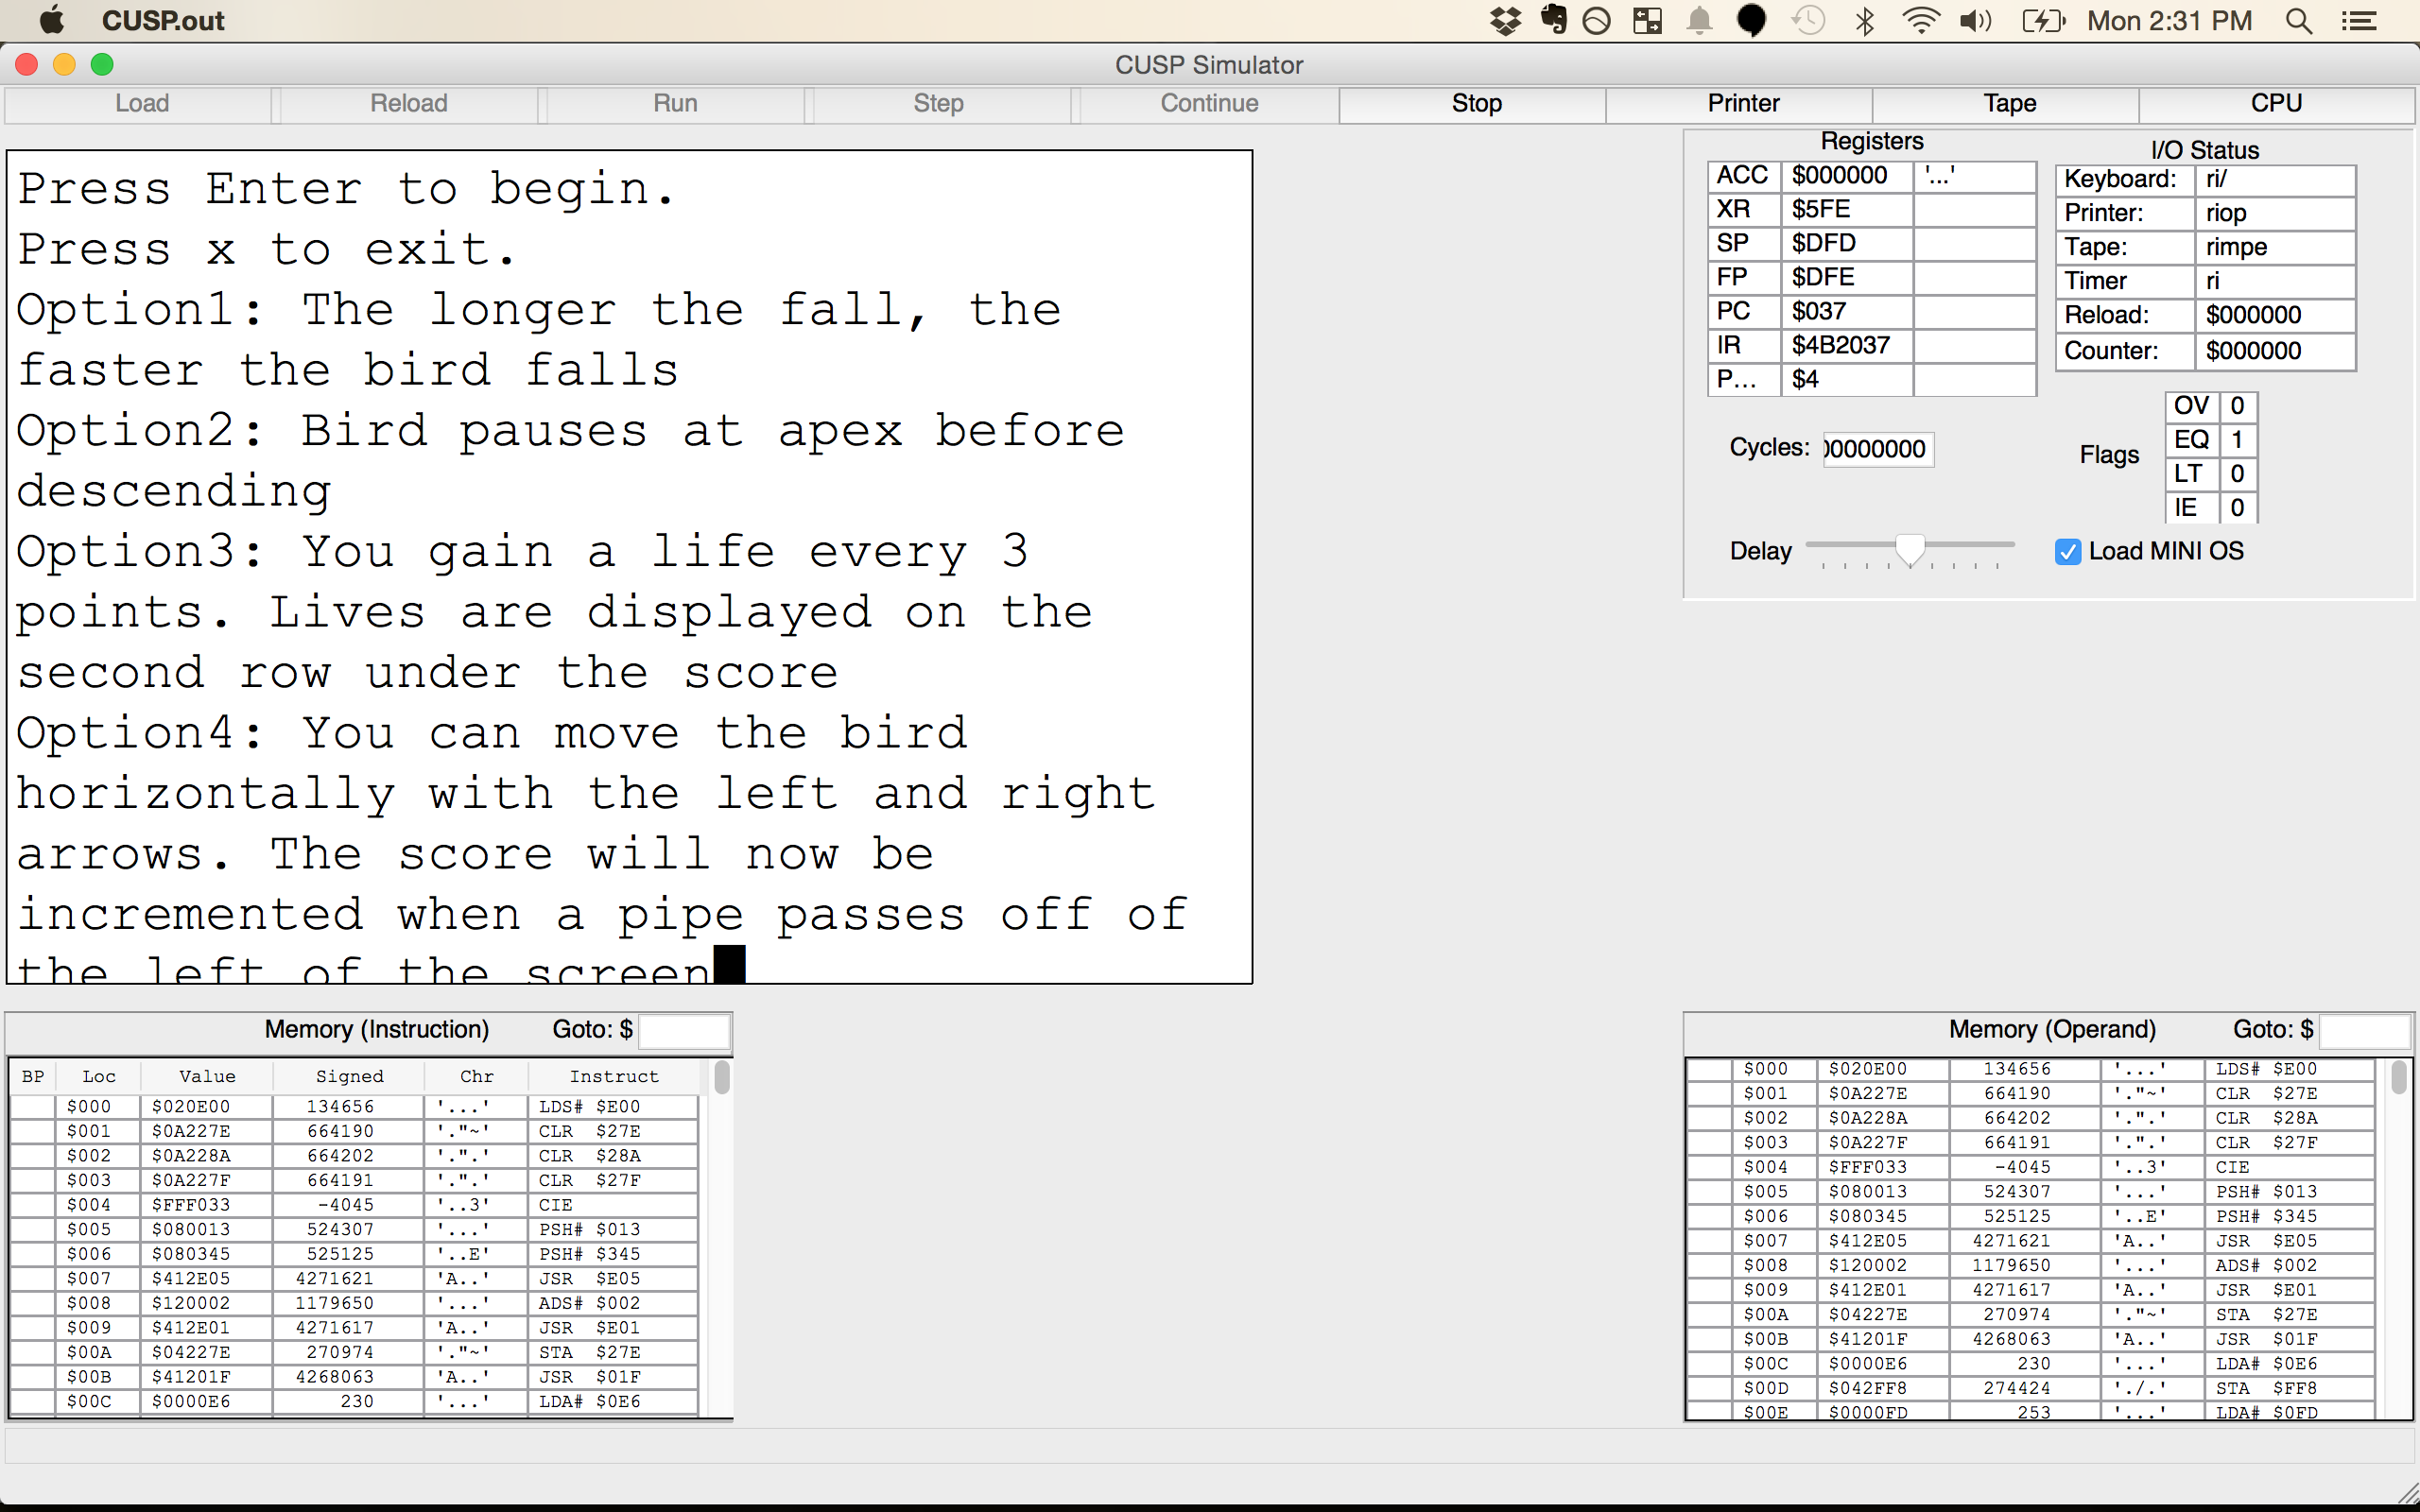 CUSP.out Mon 2:31 PM
CUSP Simulator
Load Reload Run Step Continue Stop Printer Tape CPU
Press Enter to begin.
Press x to exit.
Option1: The longer the fall, the
faster the bird falls
Option2: Bird pauses at apex before
descending
Option3: You gain a life every 3
points. Lives are displayed on the
second row under the score
Option4: You can move the bird
horizontally with the left and right
arrows. The score will now be
incremented when a pipe passes off of
the left of the screen
Registers
ACC $000000 '...'
XR $5FE
SP $DFD
FP $DFE
PC $037
IR $4B2037
P... $4
I/O Status
Keyboard: ri/
Printer: riop
Tape: rimpe
Timer ri
Reload: $000000
Counter: $000000
Cycles: 00000000
Flags
OV 0
EQ 1
LT 0
IE 0
Delay
Load MINI OS
Memory (Instruction) Goto: $
BP Loc Value Signed Chr Instruct
$000 $020E00 134656 '...' LDS# $E00
$001 $0A227E 664190 '."~' CLR $27E
$002 $0A228A 664202 '.".' CLR $28A
$003 $0A227F 664191 '.".' CLR $27F
$004 $FFF033 -4045 '..3' CIE
$005 $080013 524307 '...' PSH# $013
$006 $080345 525125 '..E' PSH# $345
$007 $412E05 4271621 'A..' JSR $E05
$008 $120002 1179650 '...' ADS# $002
$009 $412E01 4271617 'A..' JSR $E01
$00A $04227E 270974 '."~' STA $27E
$00B $41201F 4268063 'A..' JSR $01F
$00C $0000E6 230 '...' LDA# $0E6
Memory (Operand) Goto: $
$000 $020E00 134656 '...' LDS# $E00
$001 $0A227E 664190 '."~' CLR $27E
$002 $0A228A 664202 '.".' CLR $28A
$003 $0A227F 664191 '.".' CLR $27F
$004 $FFF033 -4045 '..3' CIE
$005 $080013 524307 '...' PSH# $013
$006 $080345 525125 '..E' PSH# $345
$007 $412E05 4271621 'A..' JSR $E05
$008 $120002 1179650 '...' ADS# $002
$009 $412E01 4271617 'A..' JSR $E01
$00A $04227E 270974 '."~' STA $27E
$00B $41201F 4268063 'A..' JSR $01F
$00C $0000E6 230 '...' LDA# $0E6
$00D $042FF8 274424 './.' STA $FF8
$00E $0000FD 253 '...' LDA# $0FD